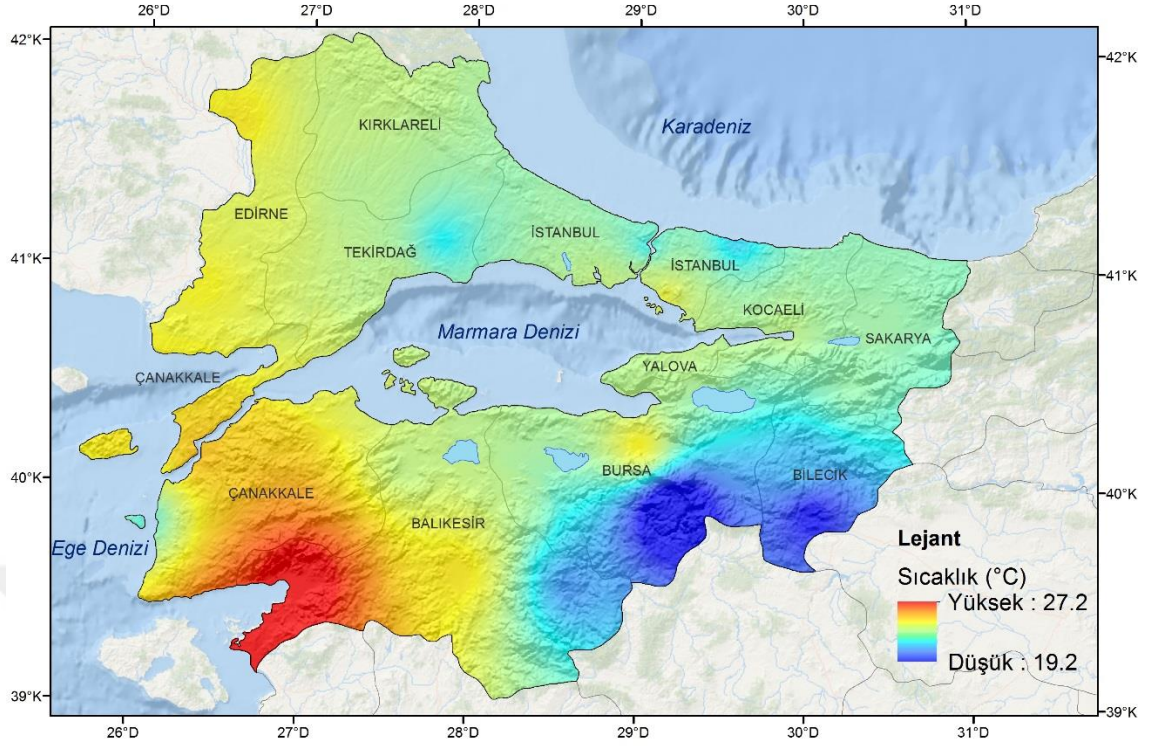 26°D 27°D 28°D 29°D 30°D 31°D
42°K 42°K
KIRKLARELİ
Karadeniz
EDİRNE
TEKİRDAĞ
İSTANBUL
İSTANBUL
41°K 41°K
KOCAELİ
Marmara Denizi
SAKARYA
ÇANAKKALE
YALOVA
BURSA
BİLECİK
40°K 40°K
ÇANAKKALE
BALIKESİR
Ege Denizi
Lejant
Sıcaklık (°C)
Yüksek : 27.2
Düşük : 19.2
39°K 39°K
26°D 27°D 28°D 29°D 30°D 31°D